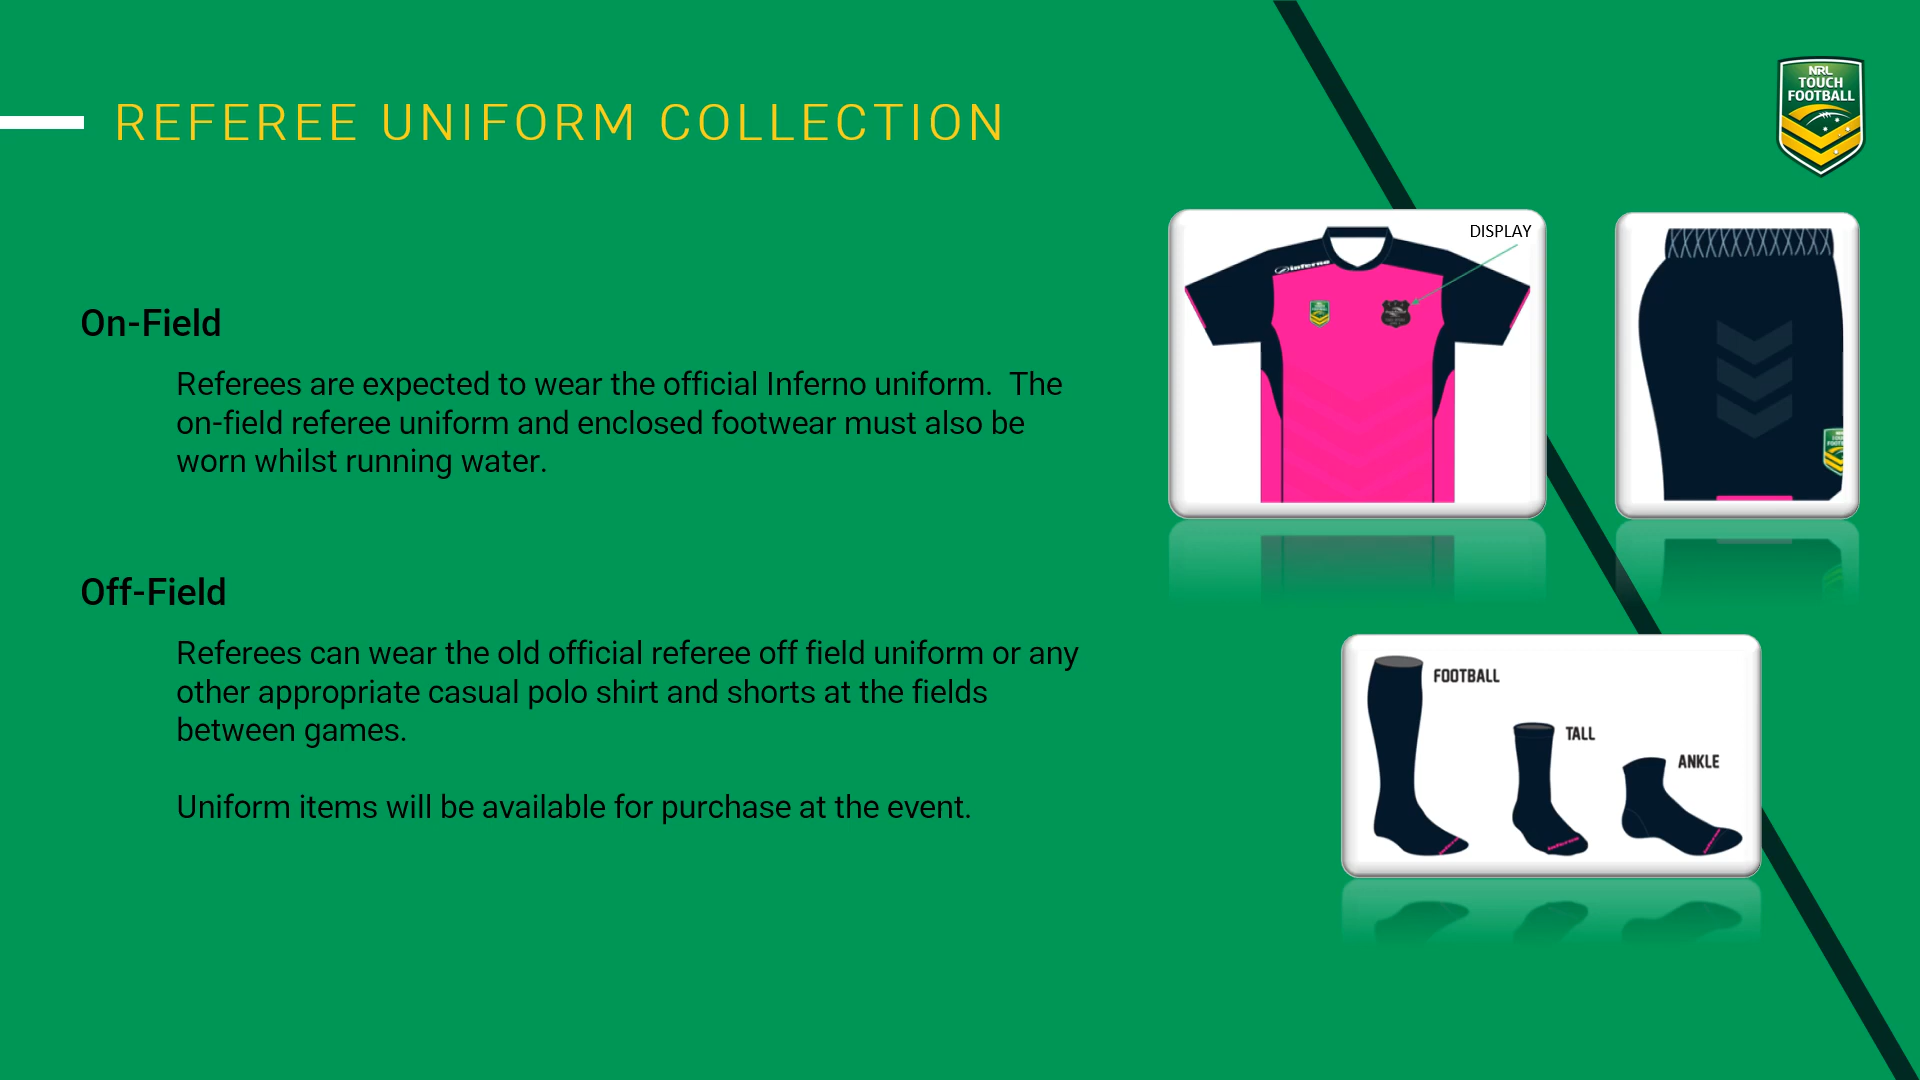 REFEREE UNIFORM COLLECTION
NRL
TOUCH
FOOTBALL
On-Field
Referees are expected to wear the official Inferno uniform.  The
on-field referee uniform and enclosed footwear must also be
worn whilst running water.
Off-Field
Referees can wear the old official referee off field uniform or any
other appropriate casual polo shirt and shorts at the fields
between games.
Uniform items will be available for purchase at the event.
DISPLAY
inferno
FOOTBALL
TALL
ANKLE
inferno